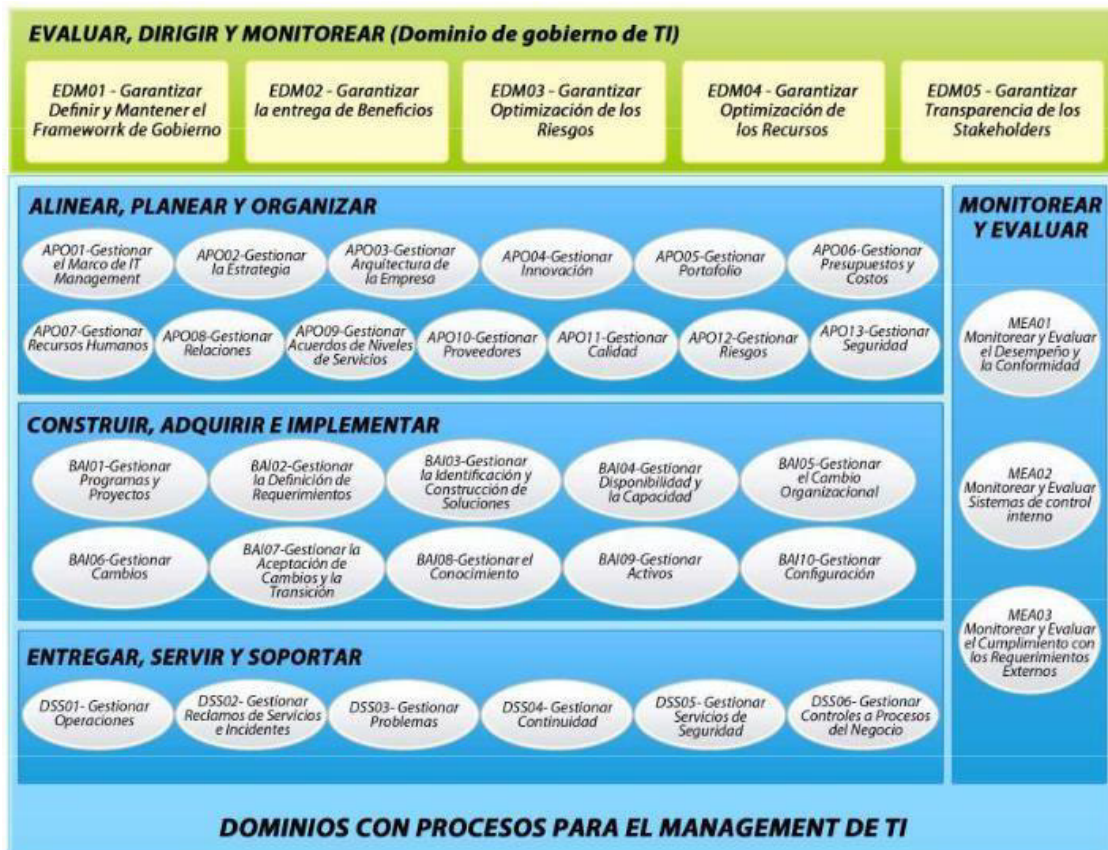 EVALUAR, DIRIGIR Y MONITOREAR (Dominio de gobierno de TI)
EDM01 - Garantizar
Definir y Mantener el
Frameworrk de Gobierno
EDM02 - Garantizar
la entrega de Beneficios
EDM03 - Garantizar
Optimización de los
Riesgos
EDM04 - Garantizar
Optimización de
los Recursos
EDM05 - Garantizar
Transparencia de los
Stakeholders
ALINEAR, PLANEAR Y ORGANIZAR
APO01-Gestionar
el Marco de IT
Management
APO02-Gestionar
la Estrategia
APO03-Gestionar
Arquitectura de
la Empresa
APO04-Gestionar
Innovación
APO05-Gestionar
Portafolio
APO06-Gestionar
Presupuestos y
Costos
APO07-Gestionar
Recursos Humanos
APO08-Gestionar
Relaciones
APO09-Gestionar
Acuerdos de Niveles
de Servicios
APO10-Gestionar
Proveedores
APO11-Gestionar
Calidad
APO12-Gestionar
Riesgos
APO13-Gestionar
Seguridad
CONSTRUIR, ADQUIRIR E IMPLEMENTAR
BAI01-Gestionar
Programas y
Proyectos
BAI02-Gestionar
la Definición de
Requerimientos
BAI03-Gestionar
la Identificación y
Construcción de
Soluciones
BAI04-Gestionar
Disponibilidad y
la Capacidad
BAI05-Gestionar
el Cambio
Organizacional
BAI06-Gestionar
Cambios
BAI07-Gestionar la
Aceptación de
Cambios y la
Transición
BAI08-Gestionar el
Conocimiento
BAI09-Gestionar
Activos
BAI10-Gestionar
Configuración
ENTREGAR, SERVIR Y SOPORTAR
DSS01- Gestionar
Operaciones
DSS02- Gestionar
Reclamos de Servicios
e Incidentes
DSS03- Gestionar
Problemas
DSS04- Gestionar
Continuidad
DSS05- Gestionar
Servicios de
Seguridad
DSS06- Gestionar
Controles a Procesos
del Negocio
MONITOREAR
Y EVALUAR
MEA01
Monitorear y Evaluar
el Desempeño y
la Conformidad
MEA02
Monitorear y Evaluar
Sistemas de control
interno
MEA03
Monitorear y Evaluar
el Cumplimiento con
los Requerimientos
Externos
DOMINIOS CON PROCESOS PARA EL MANAGEMENT DE TI